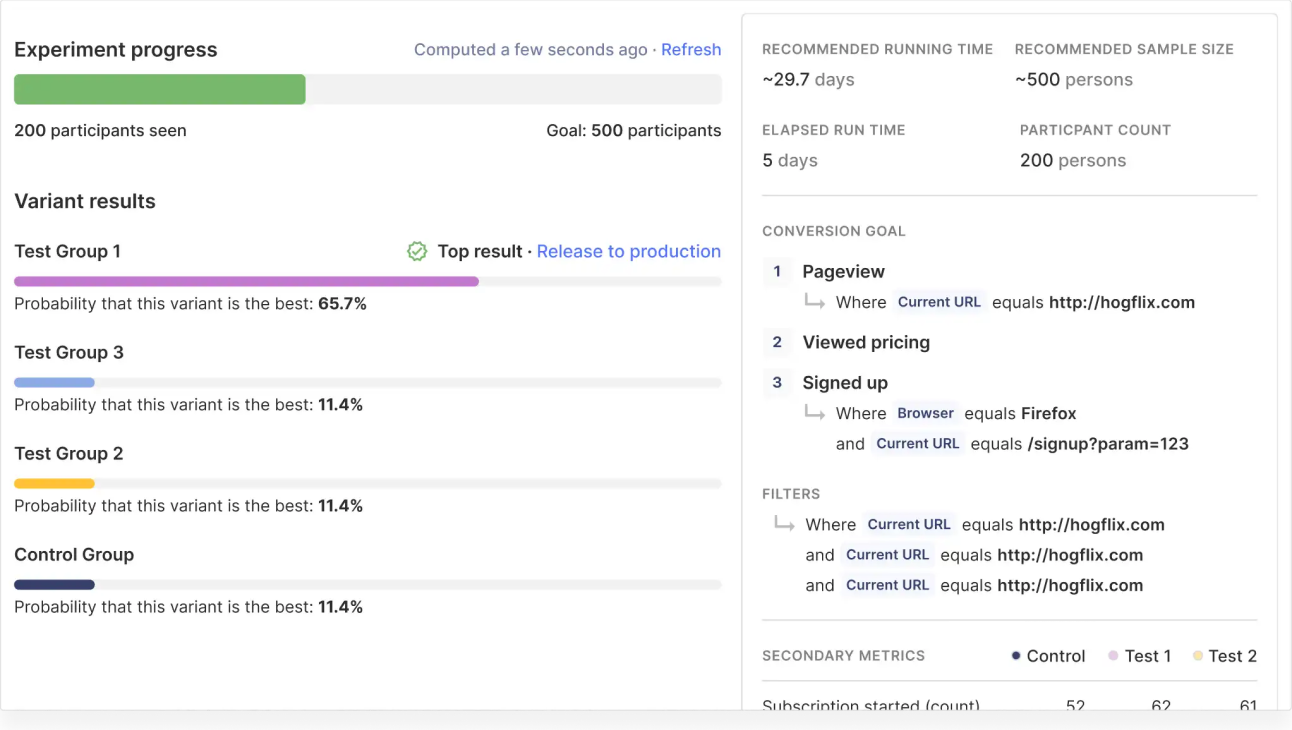 Experiment progress
Computed a few seconds ago · Refresh
200 participants seen
Goal: 500 participants
Variant results
Test Group 1
Top result · Release to production
Probability that this variant is the best: 65.7%
Test Group 3
Probability that this variant is the best: 11.4%
Test Group 2
Probability that this variant is the best: 11.4%
Control Group
Probability that this variant is the best: 11.4%
RECOMMENDED RUNNING TIME
~29.7 days
RECOMMENDED SAMPLE SIZE
~500 persons
ELAPSED RUN TIME
5 days
PARTICPANT COUNT
200 persons
CONVERSION GOAL
1 Pageview
Where Current URL equals http://hogflix.com
2 Viewed pricing
3 Signed up
Where Browser equals Firefox
and Current URL equals /signup?param=123
FILTERS
Where Current URL equals http://hogflix.com
and Current URL equals http://hogflix.com
and Current URL equals http://hogflix.com
SECONDARY METRICS
Control Test 1 Test 2
Subscription started (count) 52 62 61